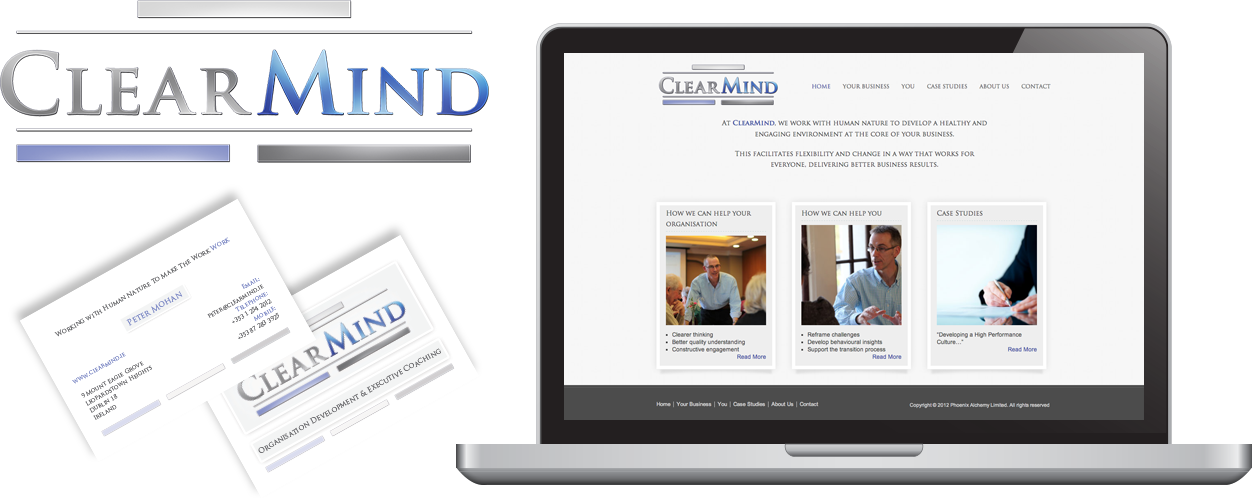 ClearMind
Working with Human Nature To Make The Work Work
Peter Mohan
Email:
peter@clearmind.ie
Telephone:
+353 1 254 2012
Mobile:
+353 87 283 3925
www.clearmind.ie
9 Mount Eagle Grove
Leopardstown Heights
Dublin 18
Ireland
ClearMind
Organisation Development & Executive Coaching
ClearMind
HOME YOUR BUSINESS YOU CASE STUDIES ABOUT US CONTACT
At ClearMind, we work with human nature to develop a healthy and
engaging environment at the core of your business.
This facilitates flexibility and change in a way that works for
everyone, delivering better business results.
How we can help your
organisation
• Clearer thinking
• Better quality understanding
• Constructive engagement
Read More
How we can help you
• Reframe challenges
• Develop behavioural insights
• Support the transition process
Read More
Case Studies
"Developing a High Performance
Culture..."
Read More
Home | Your Business | You | Case Studies | About Us | Contact
Copyright © 2012 Phoenix Alchemy Limited. All rights reserved